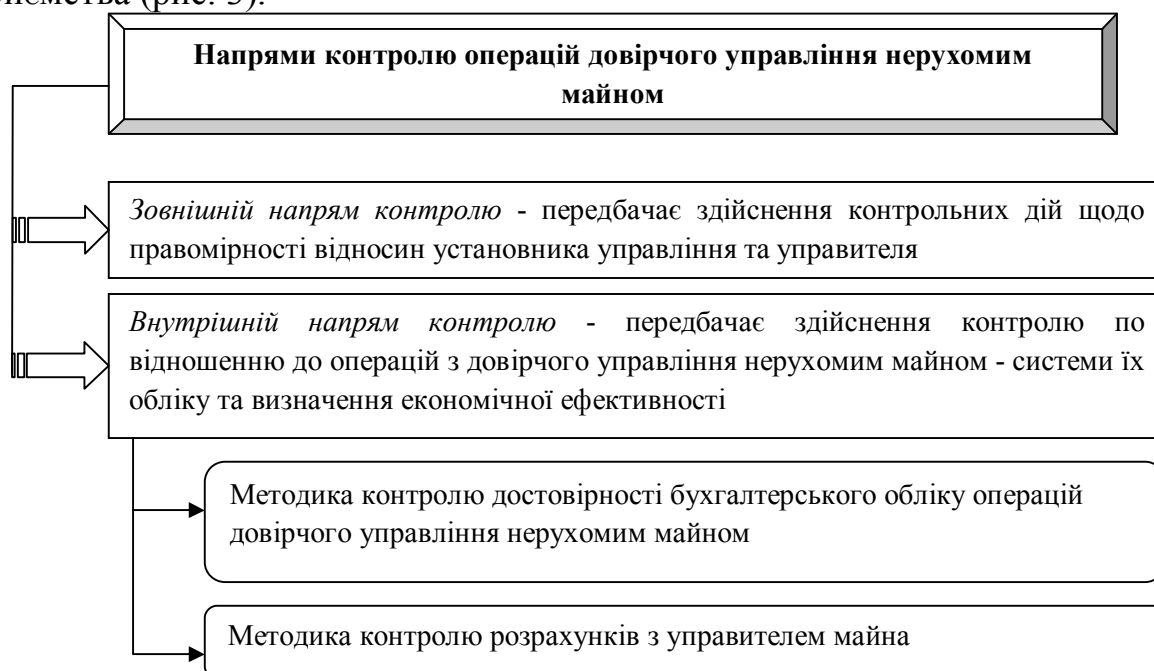 (рис. 3).
Напрями контролю операцій довірчого управління нерухомим
майном
Зовнішній напрям контролю - передбачає здійснення контрольних дій щодо
правомірності відносин установника управління та управителя
Внутрішній напрям контролю - передбачає здійснення контролю по
відношенню до операцій з довірчого управління нерухомим майном - системи їх
обліку та визначення економічної ефективності
Методика контролю достовірності бухгалтерського обліку операцій
довірчого управління нерухомим майном
Методика контролю розрахунків з управителем майна